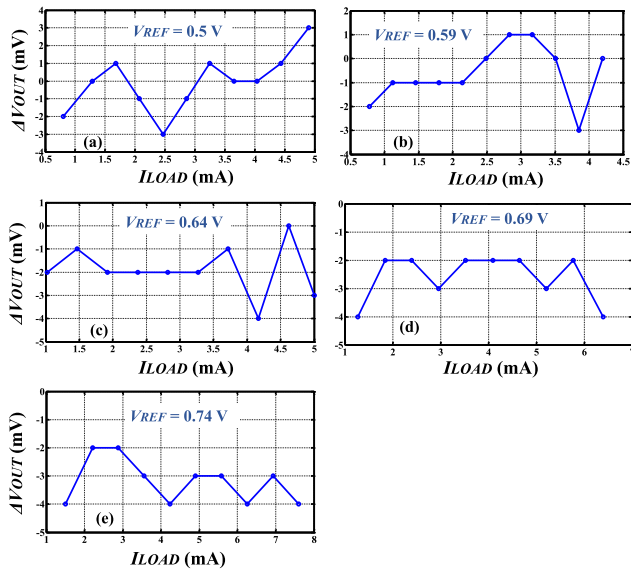 VREF = 0.5 V
4
3
2
1
0
-1
-2
-3
-4
ΔVOUT (mV)
(a)
0.5 1 1.5 2 2.5 3 3.5 4 4.5 5
ILOAD (mA)
VREF = 0.59 V
2
1
0
-1
-2
-3
-4
(b)
0.5 1 1.5 2 2.5 3 3.5 4 4.5
ILOAD (mA)
VREF = 0.64 V
1
0
-1
-2
-3
-4
-5
ΔVOUT (mV)
(c)
1 1.5 2 2.5 3 3.5 4 4.5 5
ILOAD (mA)
VREF = 0.69 V
0
-1
-2
-3
-4
-5
(d)
1 2 3 4 5 6 7
ILOAD (mA)
VREF = 0.74 V
0
-1
-2
-3
-4
-5
ΔVOUT (mV)
(e)
1 2 3 4 5 6 7 8
ILOAD (mA)